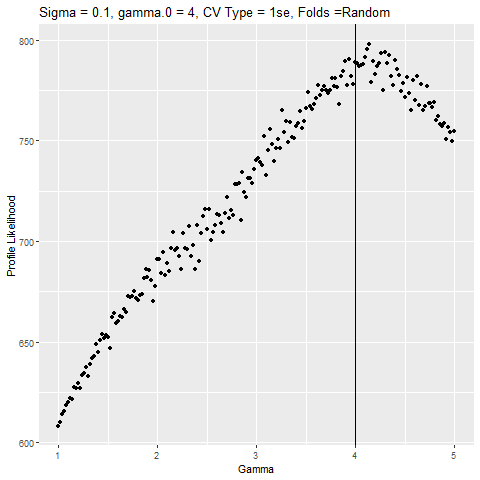 Sigma = 0.1, gamma.0 = 4, CV Type = 1se, Folds =Random
800
750
700
650
600
Profile Likelihood
1 2 3 4 5
Gamma